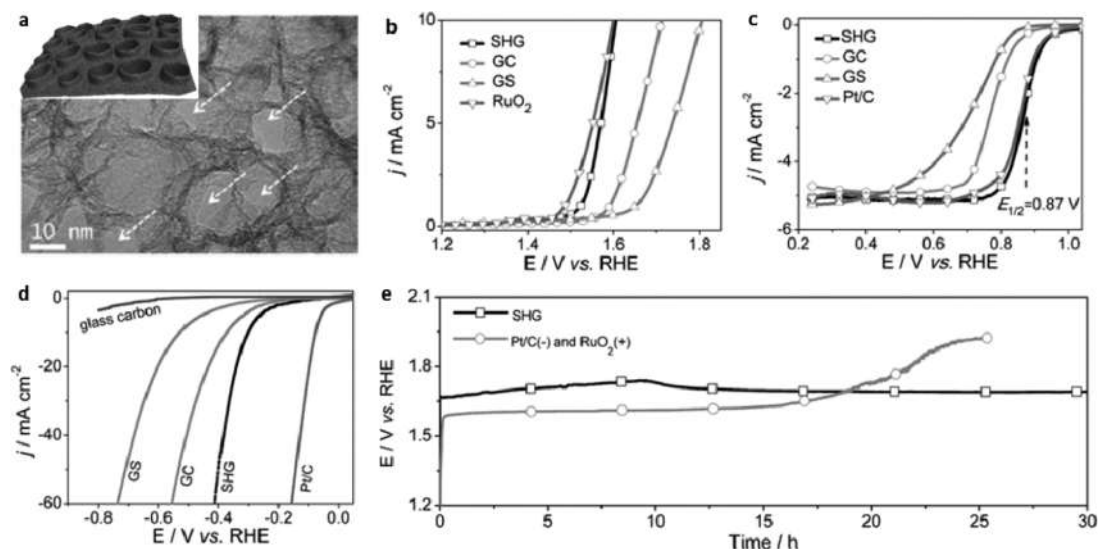 a
10 nm
b
10
5
0
j / mA cm⁻²
SHG
GC
GS
RuO₂
1.2
1.4
1.6
1.8
E / V vs. RHE
c
0
-2
-4
-6
j / mA cm⁻²
SHG
GC
GS
Pt/C
E₁/₂=0.87 V
0.2
0.4
0.6
0.8
1.0
E / V vs. RHE
d
0
-20
-40
-60
j / mA cm⁻²
glass carbon
GS
GC
SHG
Pt/C
-0.8
-0.6
-0.4
-0.2
0.0
E / V vs. RHE
e
2.1
1.8
1.5
1.2
E / V vs. RHE
SHG
Pt/C(-) and RuO₂(+)
0
5
10
15
20
25
30
Time / h